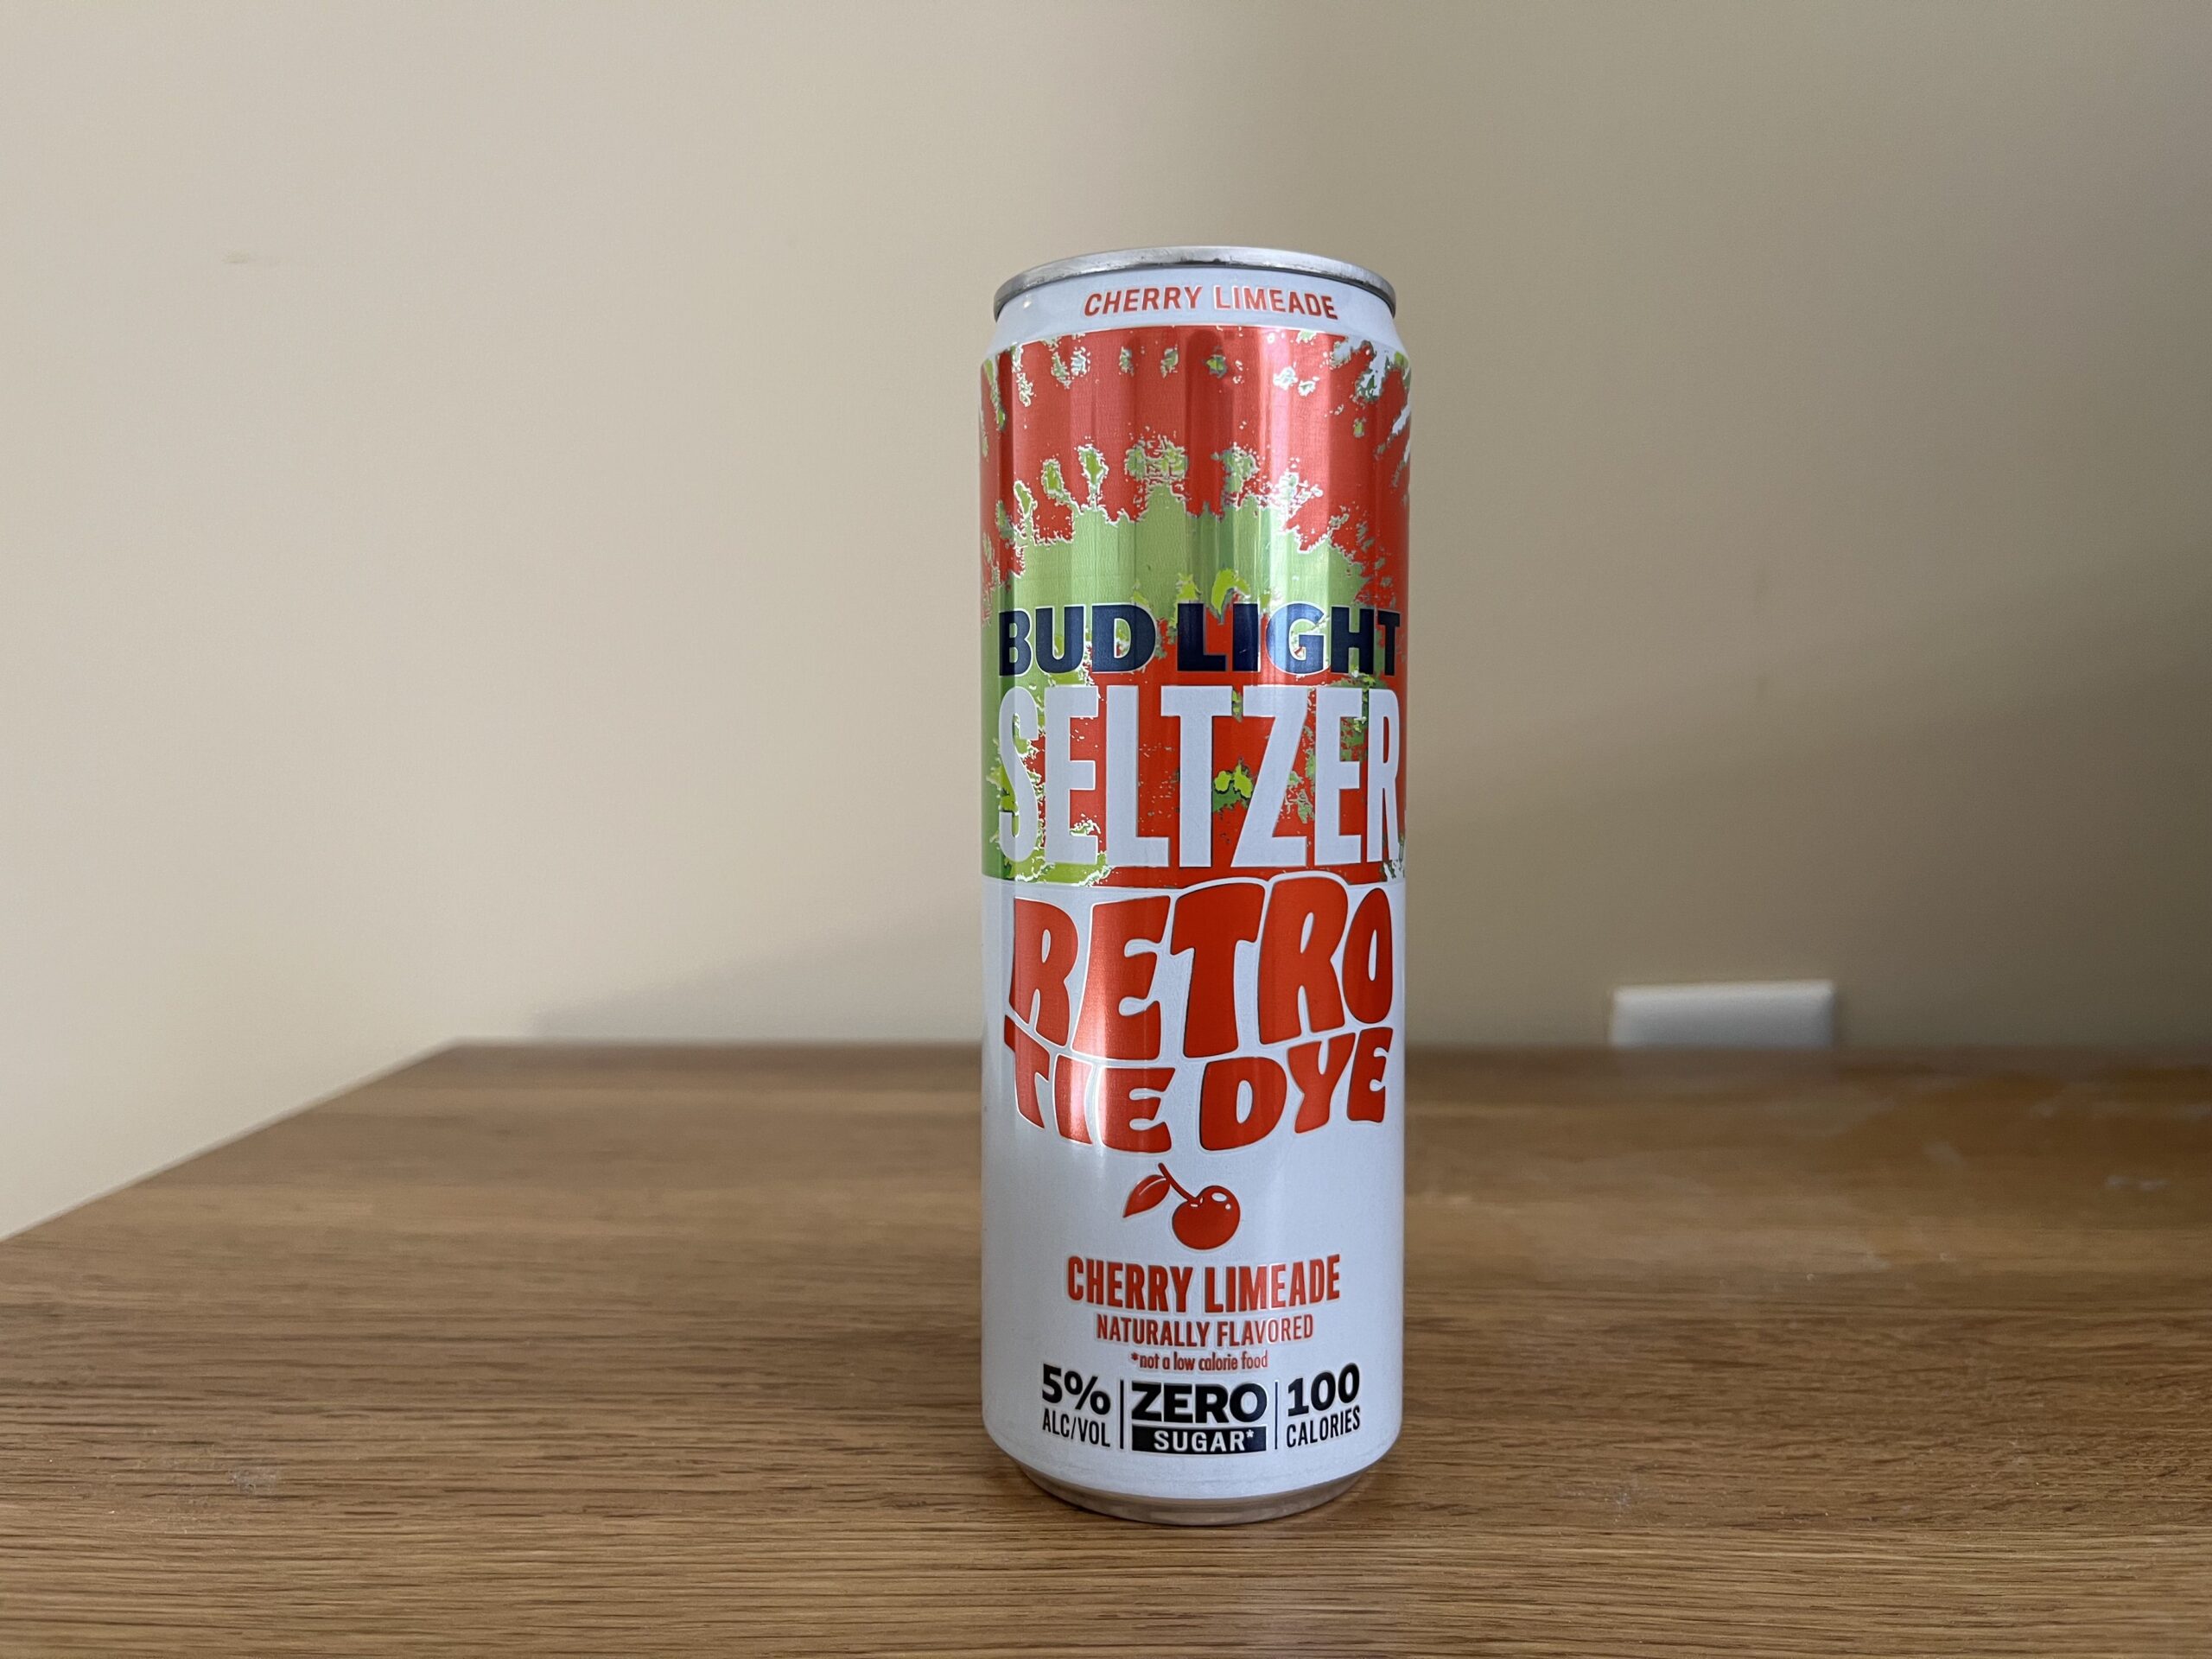 CHERRY LIMEADE
BUD LIGHT
SELTZER
RETRO
TIE DYE
CHERRY LIMEADE
NATURALLY FLAVORED
*not a low calorie food
5% ZERO 100
ALC/VOL SUGAR* CALORIES